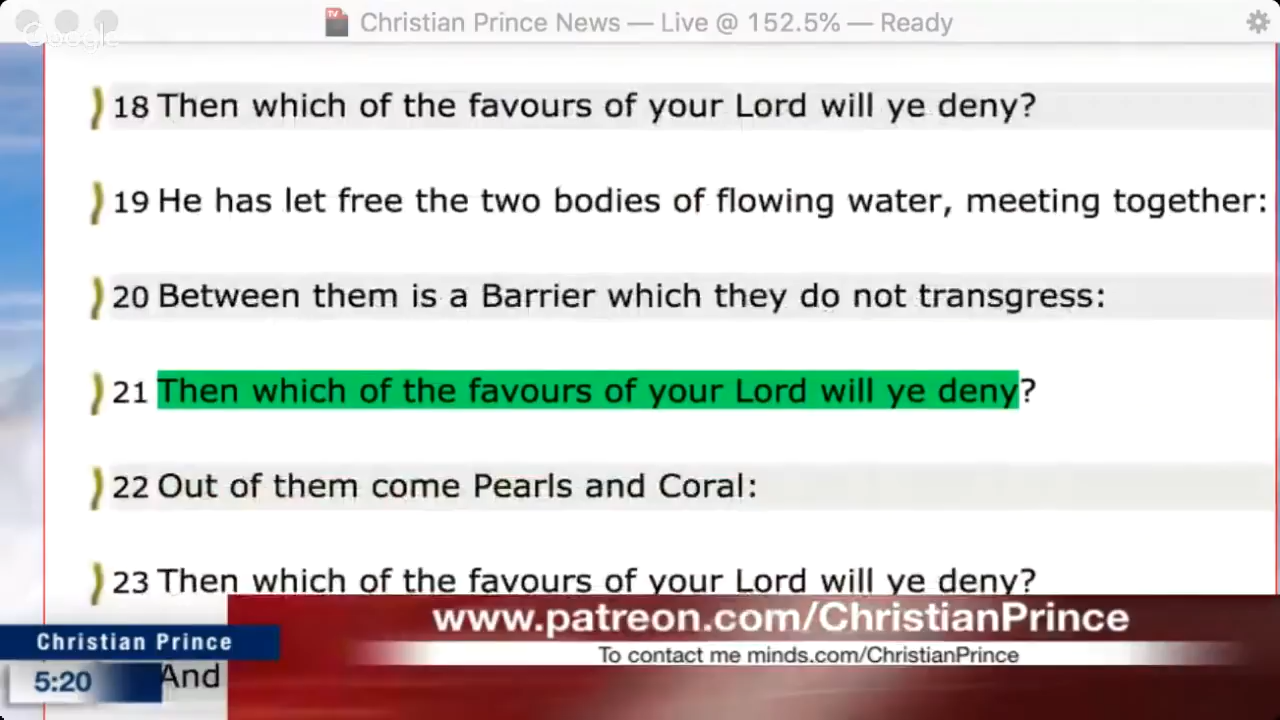 Christian Prince News — Live @ 152.5% — Ready
Google
18 Then which of the favours of your Lord will ye deny?
19 He has let free the two bodies of flowing water, meeting together:
20 Between them is a Barrier which they do not transgress:
21 Then which of the favours of your Lord will ye deny?
22 Out of them come Pearls and Coral:
23 Then which of the favours of your Lord will ye deny?
www.patreon.com/ChristianPrince
Christian Prince
To contact me minds.com/ChristianPrince
5:20
And